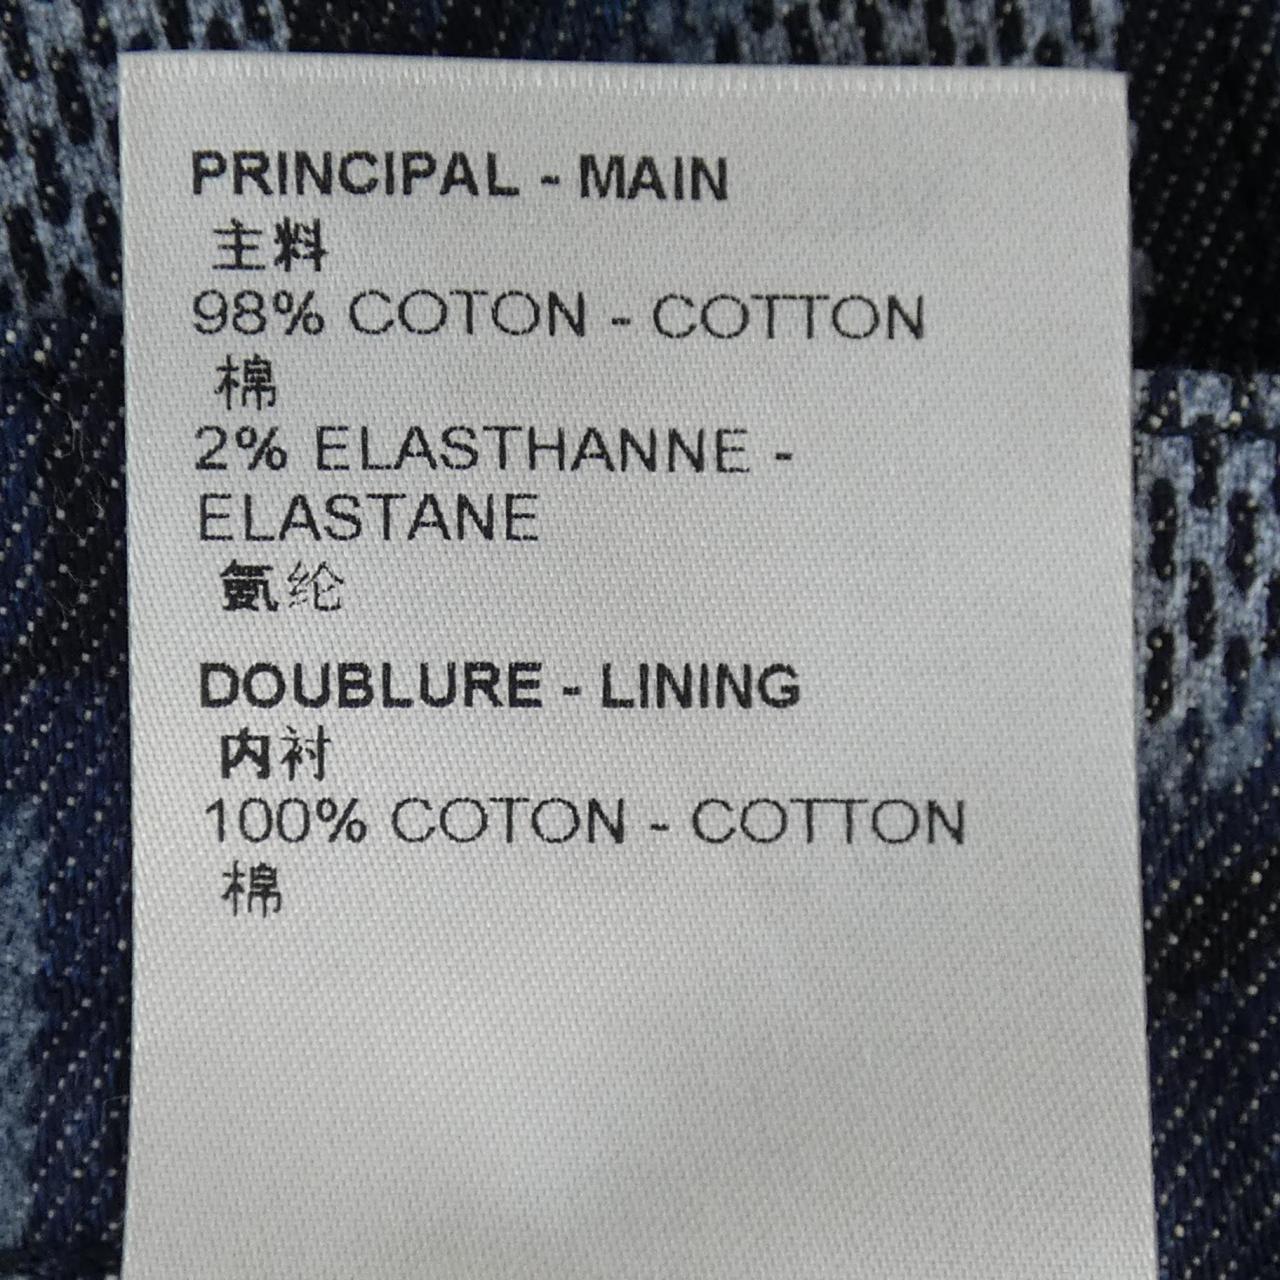 PRINCIPAL - MAIN
主料
98% COTON - COTTON
棉
2% ELASTHANNE -
ELASTANE
氨纶
DOUBLURE - LINING
内衬
100% COTON - COTTON
棉